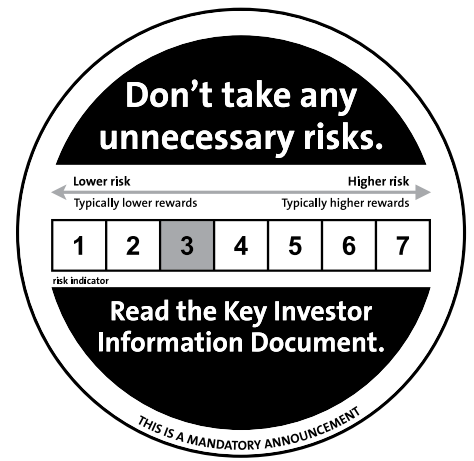 Don't take any
unnecessary risks.
Lower risk Higher risk
Typically lower rewards Typically higher rewards
1 2 3 4 5 6 7
risk indicator
Read the Key Investor
Information Document.
THIS IS A MANDATORY ANNOUNCEMENT